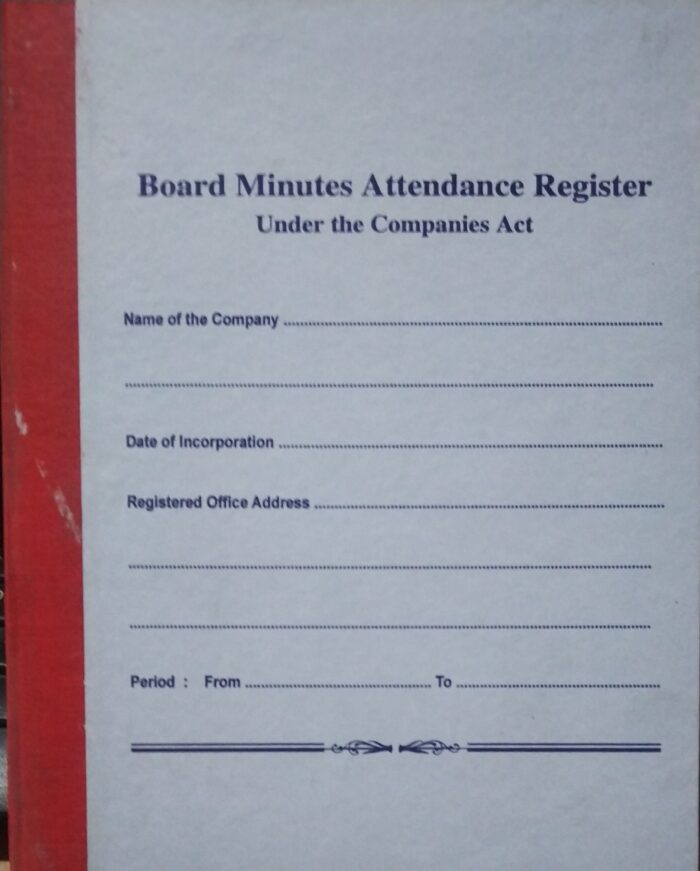 Board Minutes Attendance Register
Under the Companies Act
Name of the Company ....................................................................................
....................................................................................
Date of Incorporation ....................................................................................
Registered Office Address ....................................................................................
....................................................................................
....................................................................................
Period : From .......................................... To ..........................................